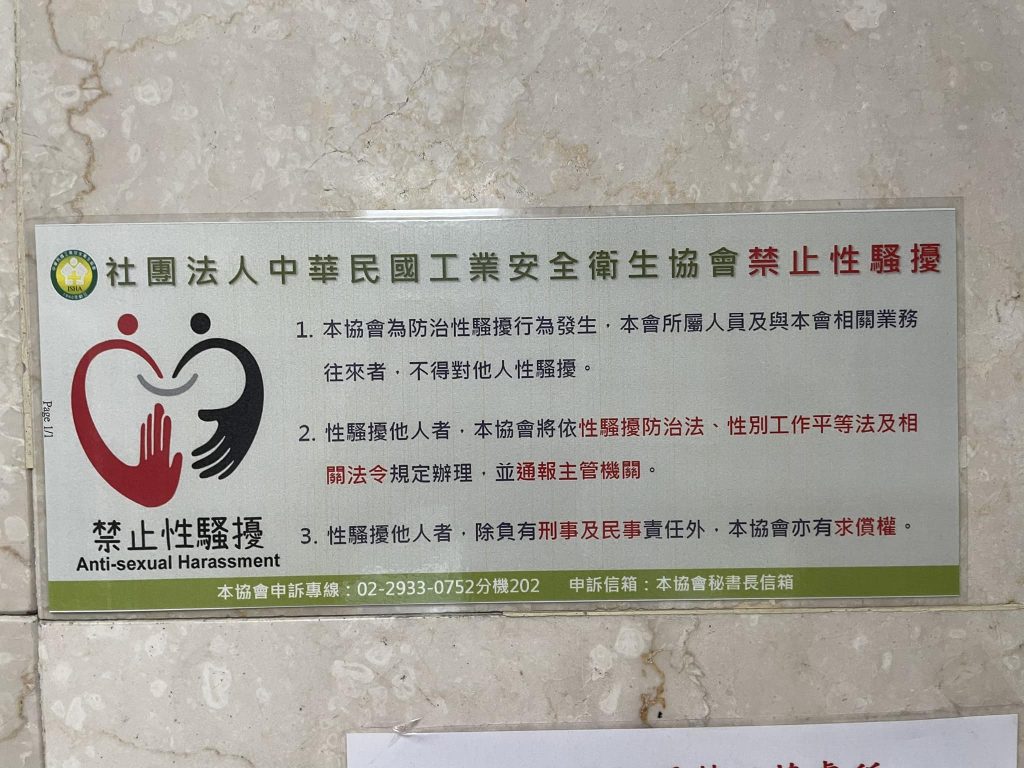 社團法人中華民國工業安全衛生協會禁止性騷擾
ISHA
1. 本協會為防治性騷擾行為發生，本會所屬人員及與本會相關業務
往來者，不得對他人性騷擾。
2. 性騷擾他人者，本協會將依性騷擾防治法、性別工作平等法及相
關法令規定辦理，並通報主管機關。
3. 性騷擾他人者，除負有刑事及民事責任外，本協會亦有求償權。
Page 1/1
禁止性騷擾
Anti-sexual Harassment
本協會申訴專線：02-2933-0752分機202 申訴信箱：本協會秘書長信箱